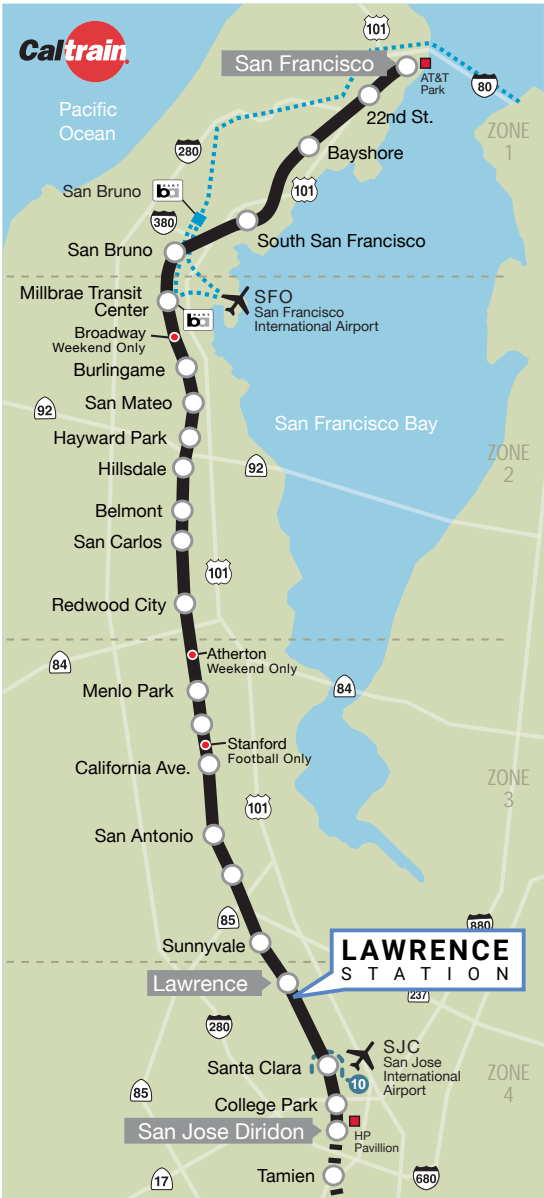 Caltrain
101
San Francisco
AT&T
Park
80
Pacific
Ocean
22nd St.
ZONE
1
280
Bayshore
San Bruno
BART
ba
101
380
South San Francisco
San Bruno
Millbrae Transit
Center
SFO
San Francisco
International Airport
BART
ba
Broadway
Weekend Only
Burlingame
San Mateo
92
San Francisco Bay
Hayward Park
ZONE
2
Hillsdale
92
Belmont
San Carlos
101
Redwood City
Atherton
Weekend Only
84
Menlo Park
84
Stanford
Football Only
California Ave.
ZONE
3
101
San Antonio
85
880
Sunnyvale
LAWRENCE
STATION
Lawrence
237
280
SJC
San Jose
International
Airport
Santa Clara
10
ZONE
4
85
College Park
San Jose Diridon
HP
Pavillion
Tamien
17
680